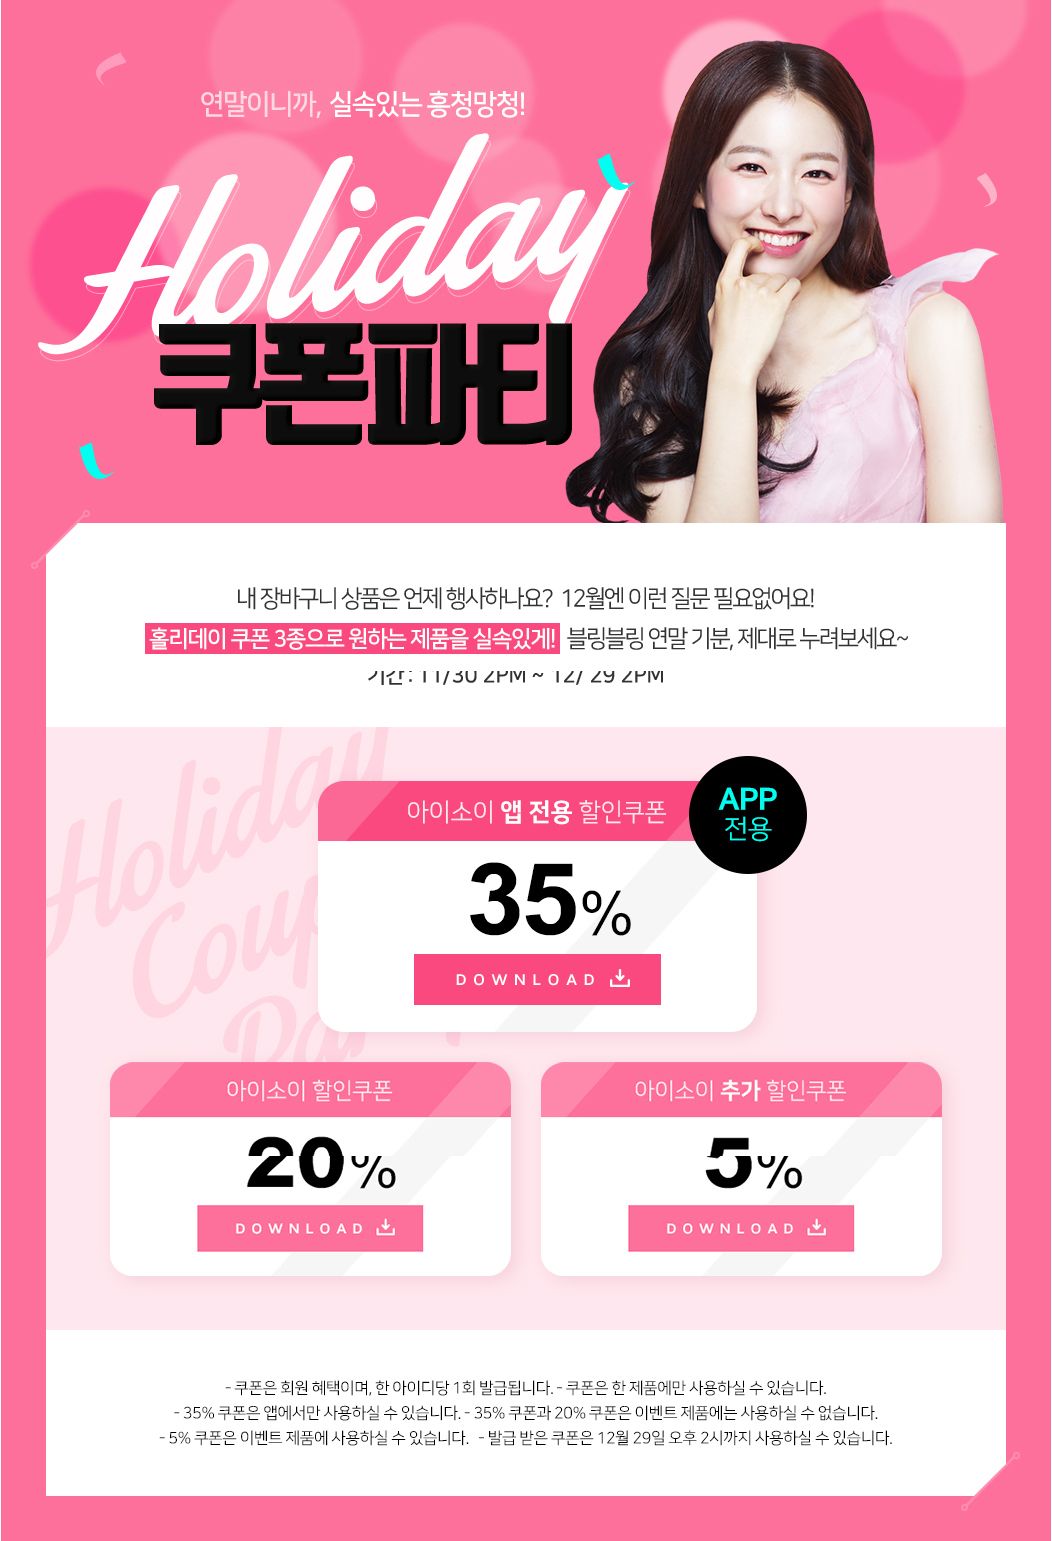 연말이니까, 실속있는 흥청망청!
Holiday
쿠폰파티
내 장바구니 상품은 언제 행사하나요? 12월엔 이런 질문 필요없어요!
홀리데이 쿠폰 3종으로 원하는 제품을 실속있게! 블링블링 연말 기분, 제대로 누려보세요~
기간 : 11/30 2PM ~ 12/ 29 2PM
Holiday
Coupon
Party
아이소이 앱 전용 할인쿠폰
APP
전용
35%
DOWNLOAD
아이소이 할인쿠폰
20%
DOWNLOAD
아이소이 추가 할인쿠폰
5%
DOWNLOAD
- 쿠폰은 회원 혜택이며, 한 아이디당 1회 발급됩니다. - 쿠폰은 한 제품에만 사용하실 수 있습니다.
- 35% 쿠폰은 앱에서만 사용하실 수 있습니다. - 35% 쿠폰과 20% 쿠폰은 이벤트 제품에는 사용하실 수 없습니다.
- 5% 쿠폰은 이벤트 제품에 사용하실 수 있습니다. - 발급 받은 쿠폰은 12월 29일 오후 2시까지 사용하실 수 있습니다.